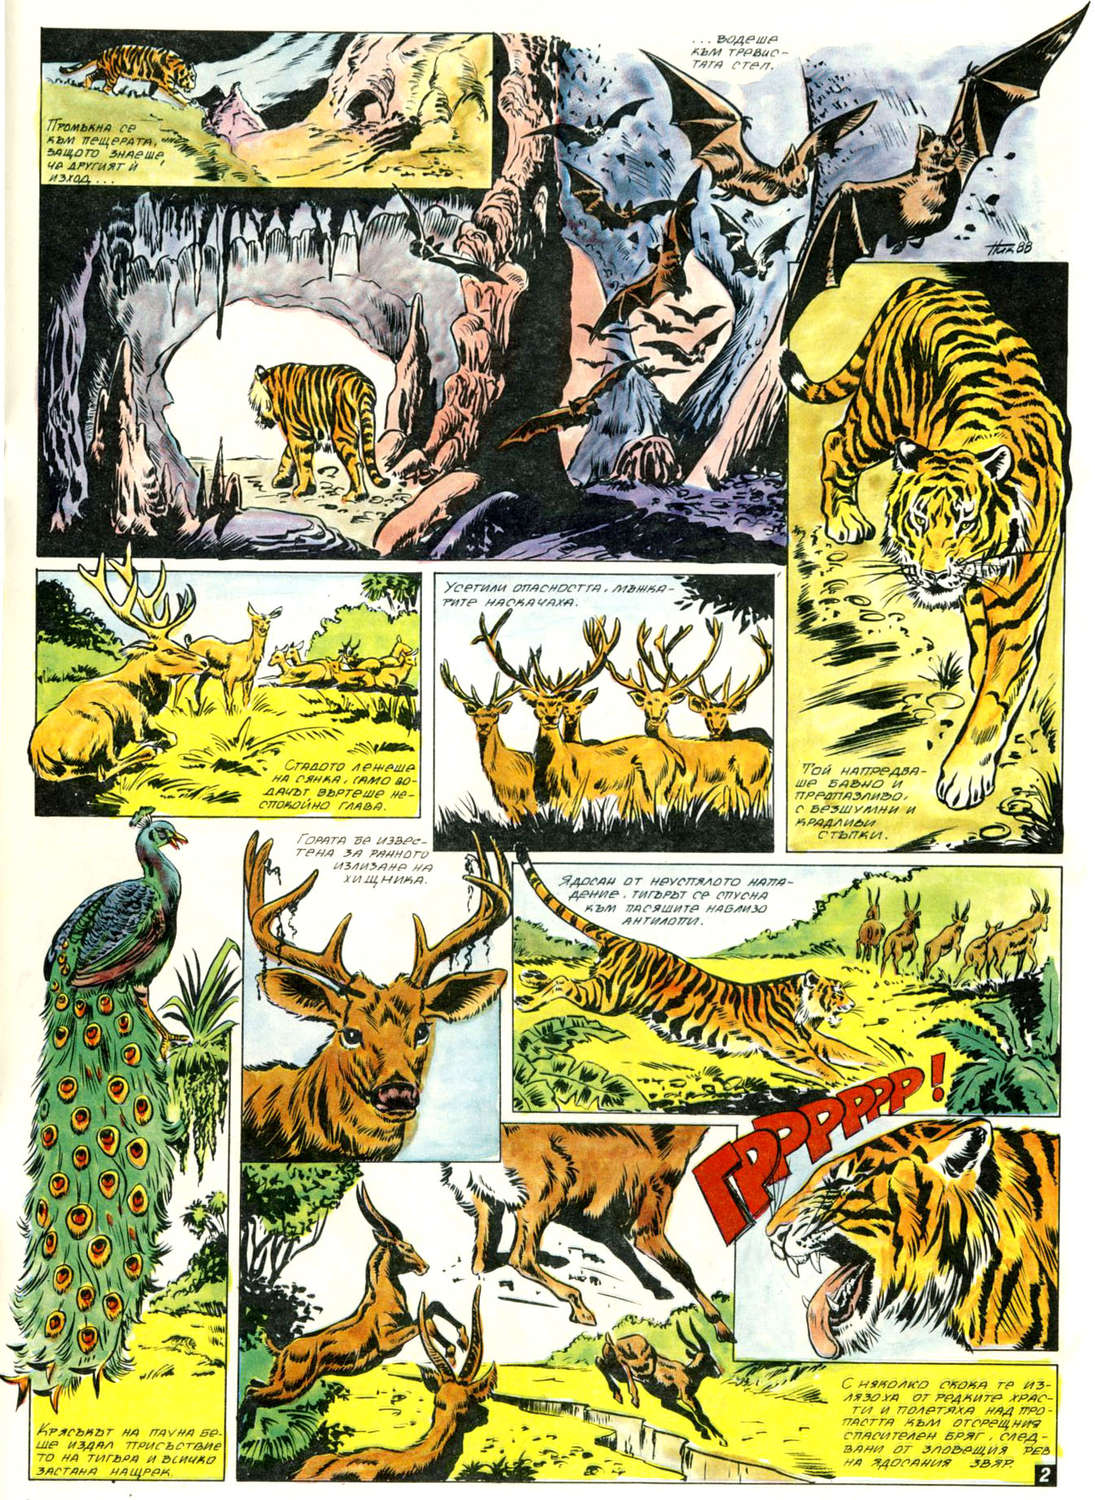 Промъкна се
към пещерата,
защото знаеше,
че другият ѝ
изход...
...водеше
към тревис-
тата степ.
Ник 88
Той напредва-
ше бавно и
предпазливо,
с безшумни и
крадливи
стъпки.
Стадото лежеше
на сянка, само во-
дачът въртеше не-
спокойно глава.
Усетили опасността, мъжка-
рите наскачаха.
Крясъкът на пауна бе-
ше издал присъствие
то на тигъра и всичко
застана нащрек.
Гората бе извес-
тена за ранното
излизане на
хищника.
Ядосан от неуспялото напа-
дение, тигърът се спусна
към пасящите наблизо
антилопи.
ГРРРРРРР!
С няколко скока те из-
лязоха от редките храс-
ти и полетяха над про-
пастта към отсрещния
спасителен бряг, след-
вани от зловещия рев
на ядосания звяр.
2